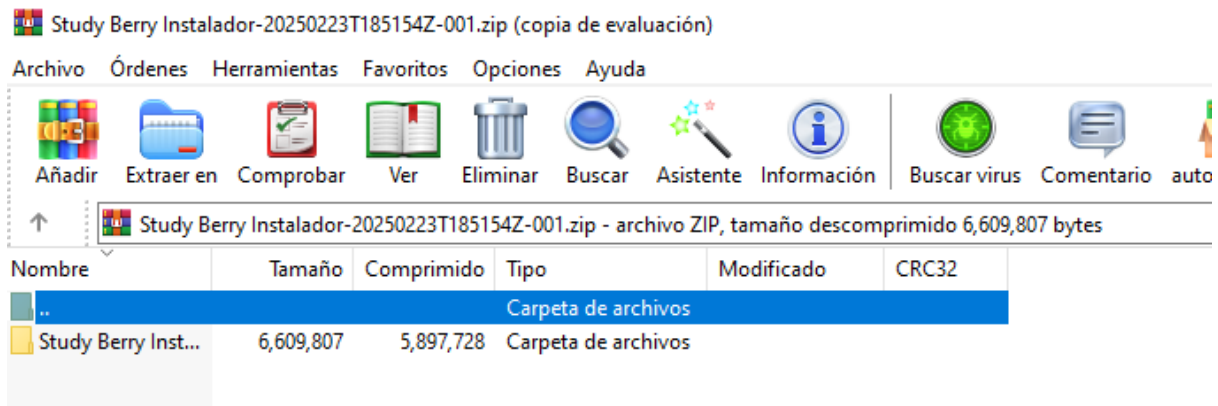 Study Berry Instalador-20250223T185154Z-001.zip (copia de evaluación)
Archivo Órdenes Herramientas Favoritos Opciones Ayuda
Añadir Extraer en Comprobar Ver Eliminar Buscar Asistente Información Buscar virus Comentario auto
Study Berry Instalador-20250223T185154Z-001.zip - archivo ZIP, tamaño descomprimido 6,609,807 bytes
Nombre Tamaño Comprimido Tipo Modificado CRC32
.. Carpeta de archivos
Study Berry Inst... 6,609,807 5,897,728 Carpeta de archivos